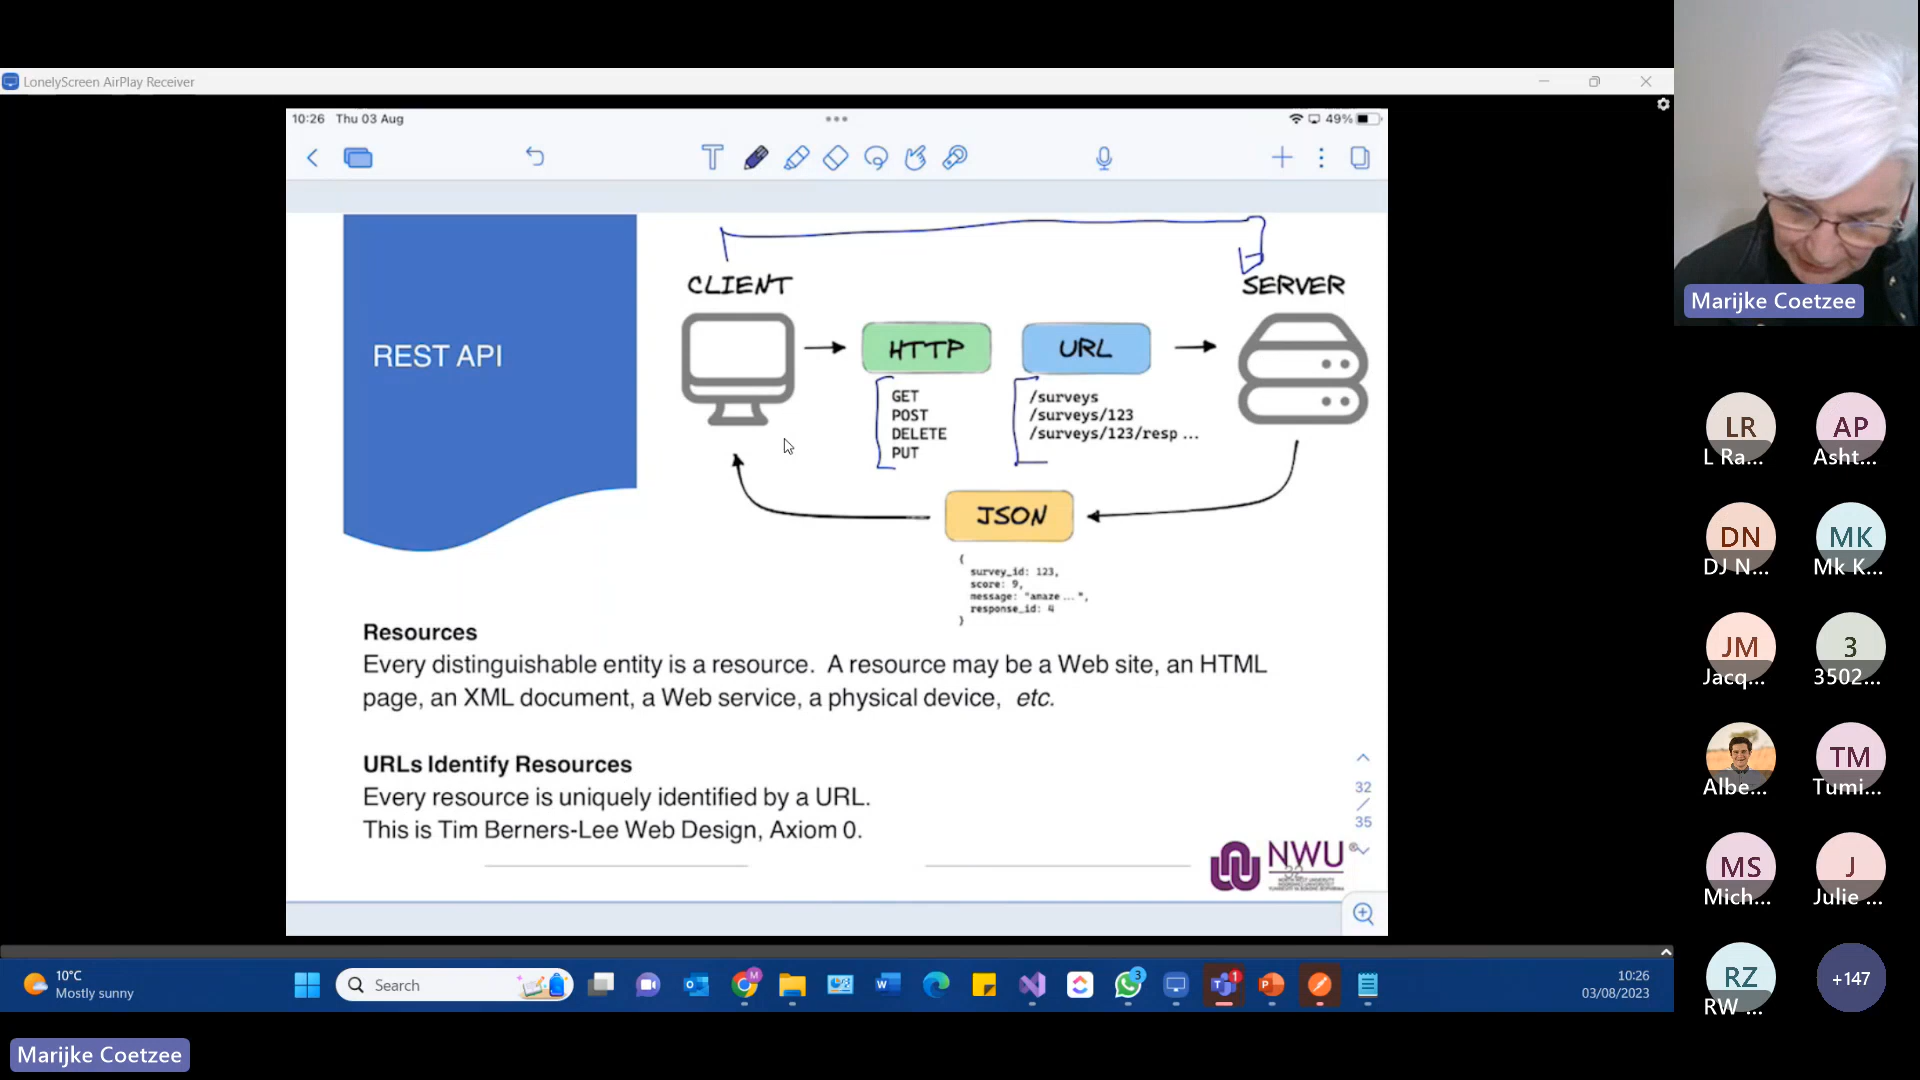 LonelyScreen AirPlay Receiver
10:26 Thu 03 Aug
49%
REST API
CLIENT
SERVER
HTTP
URL
GET
POST
DELETE
PUT
/surveys
/surveys/123
/surveys/123/resp ...
JSON
{
survey_id: 123,
score: 9,
message: "amaze ... ",
response_id: 4
}
Resources
Every distinguishable entity is a resource. A resource may be a Web site, an HTML
page, an XML document, a Web service, a physical device, etc.
URLs Identify Resources
Every resource is uniquely identified by a URL.
This is Tim Berners-Lee Web Design, Axiom 0.
32
/
35
NWU
32
Marijke Coetzee
LR
L Ra...
AP
Asht...
DN
DJ N...
MK
Mk K...
JM
Jacq...
3
3502...
Albe...
TM
Tumi...
MS
Mich...
J
Julie ...
RZ
RW ...
+147
10°C
Mostly sunny
Search
M
3
1
10:26
03/08/2023
Marijke Coetzee